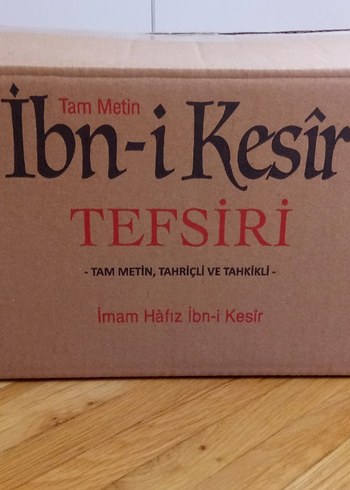 Tam Metin
İbn-i Kesîr
TEFSİRİ
- TAM METİN, TAHRİÇLİ VE TAHKİKLİ -
İmam Hâfız İbn-i Kesîr